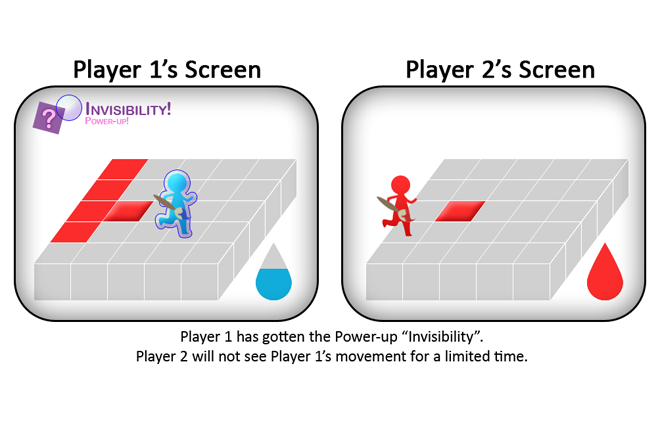 Player 1's Screen
Player 2's Screen
?
INVISIBILITY!
POWER-UP!
Player 1 has gotten the Power-up “Invisibility”.
Player 2 will not see Player 1's movement for a limited time.